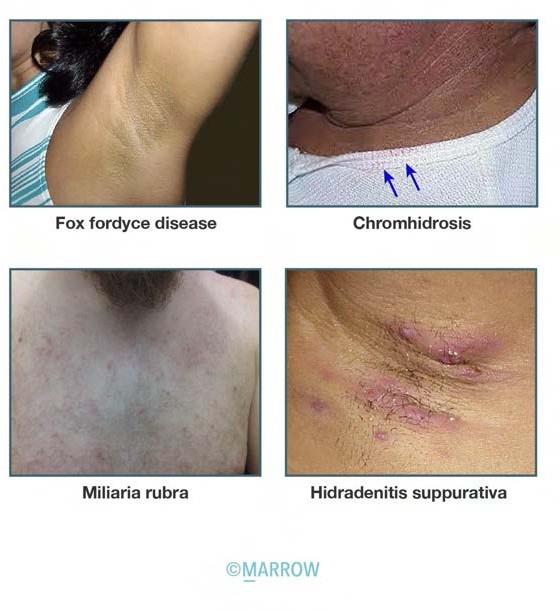 Fox fordyce disease
Chromhidrosis
Miliaria rubra
Hidradenitis suppurativa
©MARROW